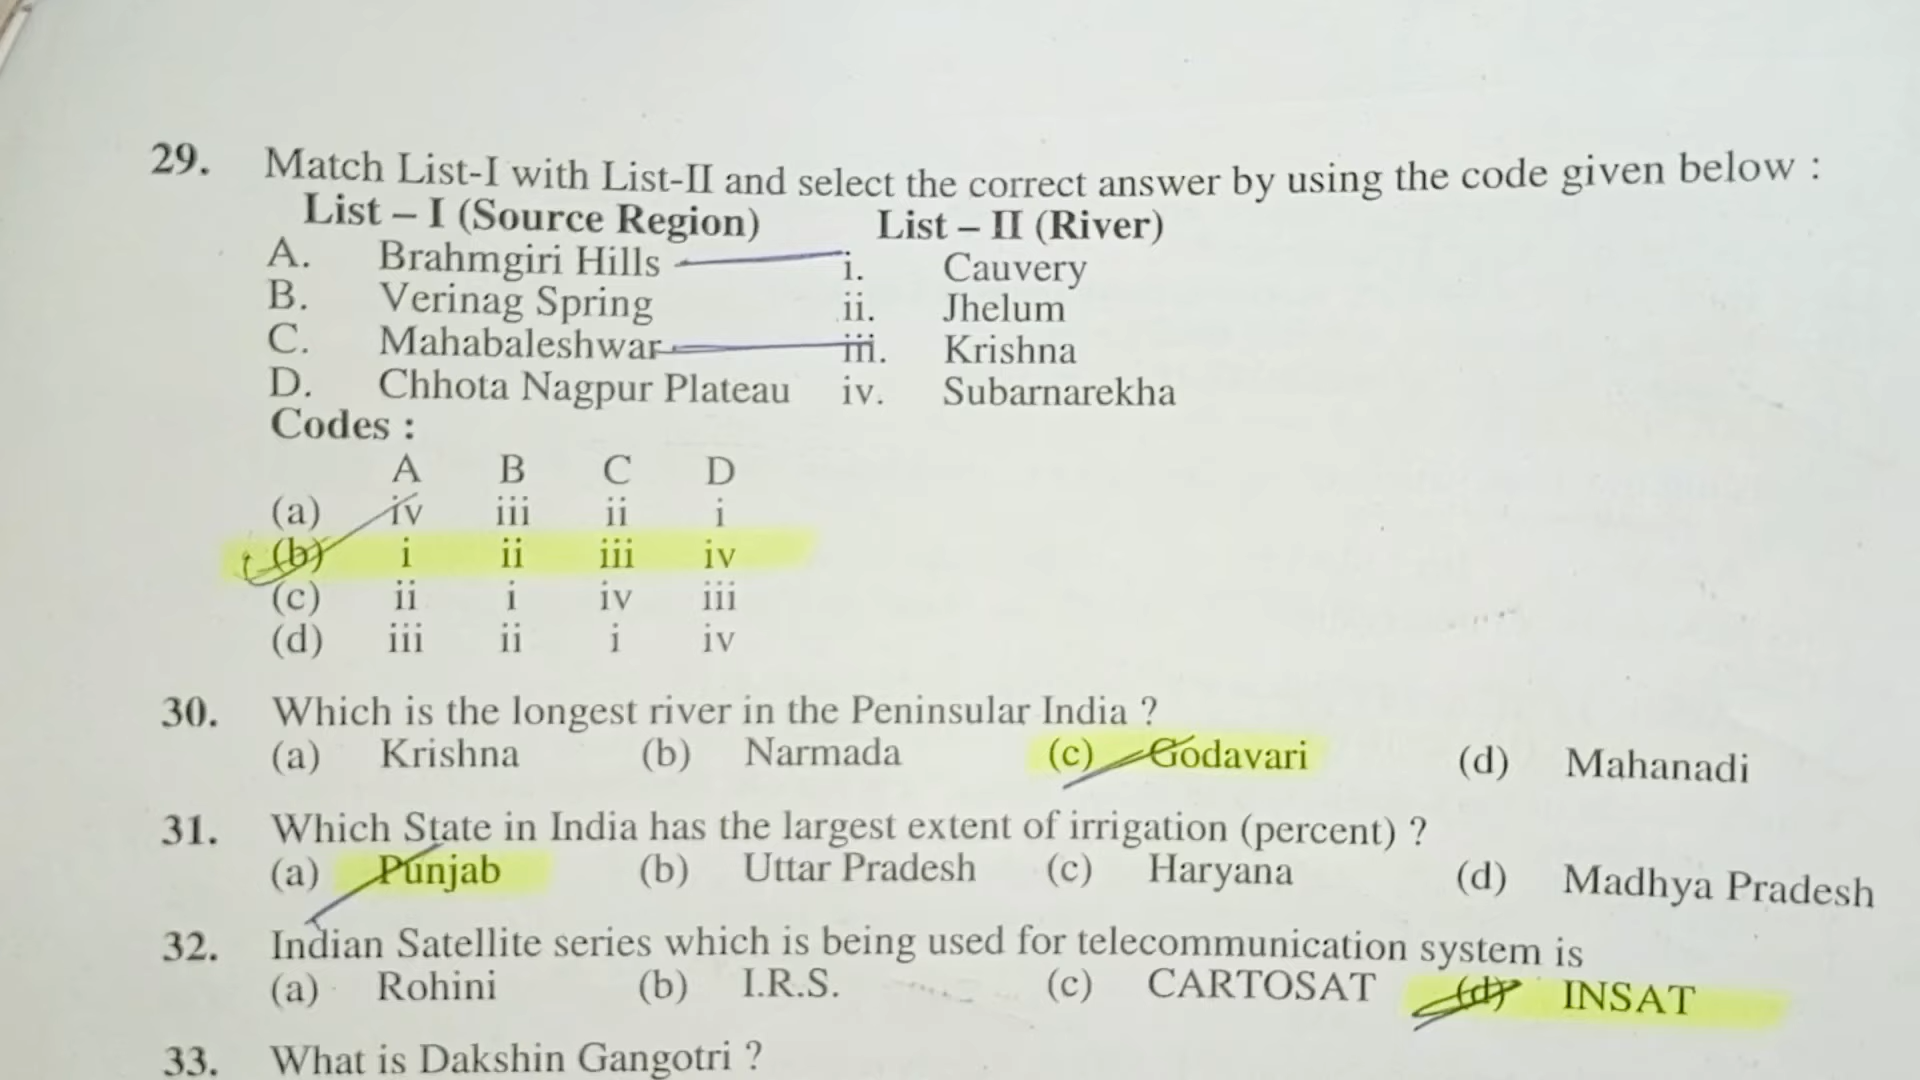 29. Match List-I with List-II and select the correct answer by using the code given below :
List – I (Source Region) List – II (River)
A. Brahmgiri Hills i. Cauvery
B. Verinag Spring ii. Jhelum
C. Mahabaleshwar iii. Krishna
D. Chhota Nagpur Plateau iv. Subarnarekha
Codes :
A B C D
(a) iv iii ii i
(b) i ii iii iv
(c) ii i iv iii
(d) iii ii i iv
30. Which is the longest river in the Peninsular India ?
(a) Krishna (b) Narmada (c) Godavari (d) Mahanadi
31. Which State in India has the largest extent of irrigation (percent) ?
(a) Punjab (b) Uttar Pradesh (c) Haryana (d) Madhya Pradesh
32. Indian Satellite series which is being used for telecommunication system is
(a) Rohini (b) I.R.S. (c) CARTOSAT (d) INSAT
33. What is Dakshin Gangotri ?